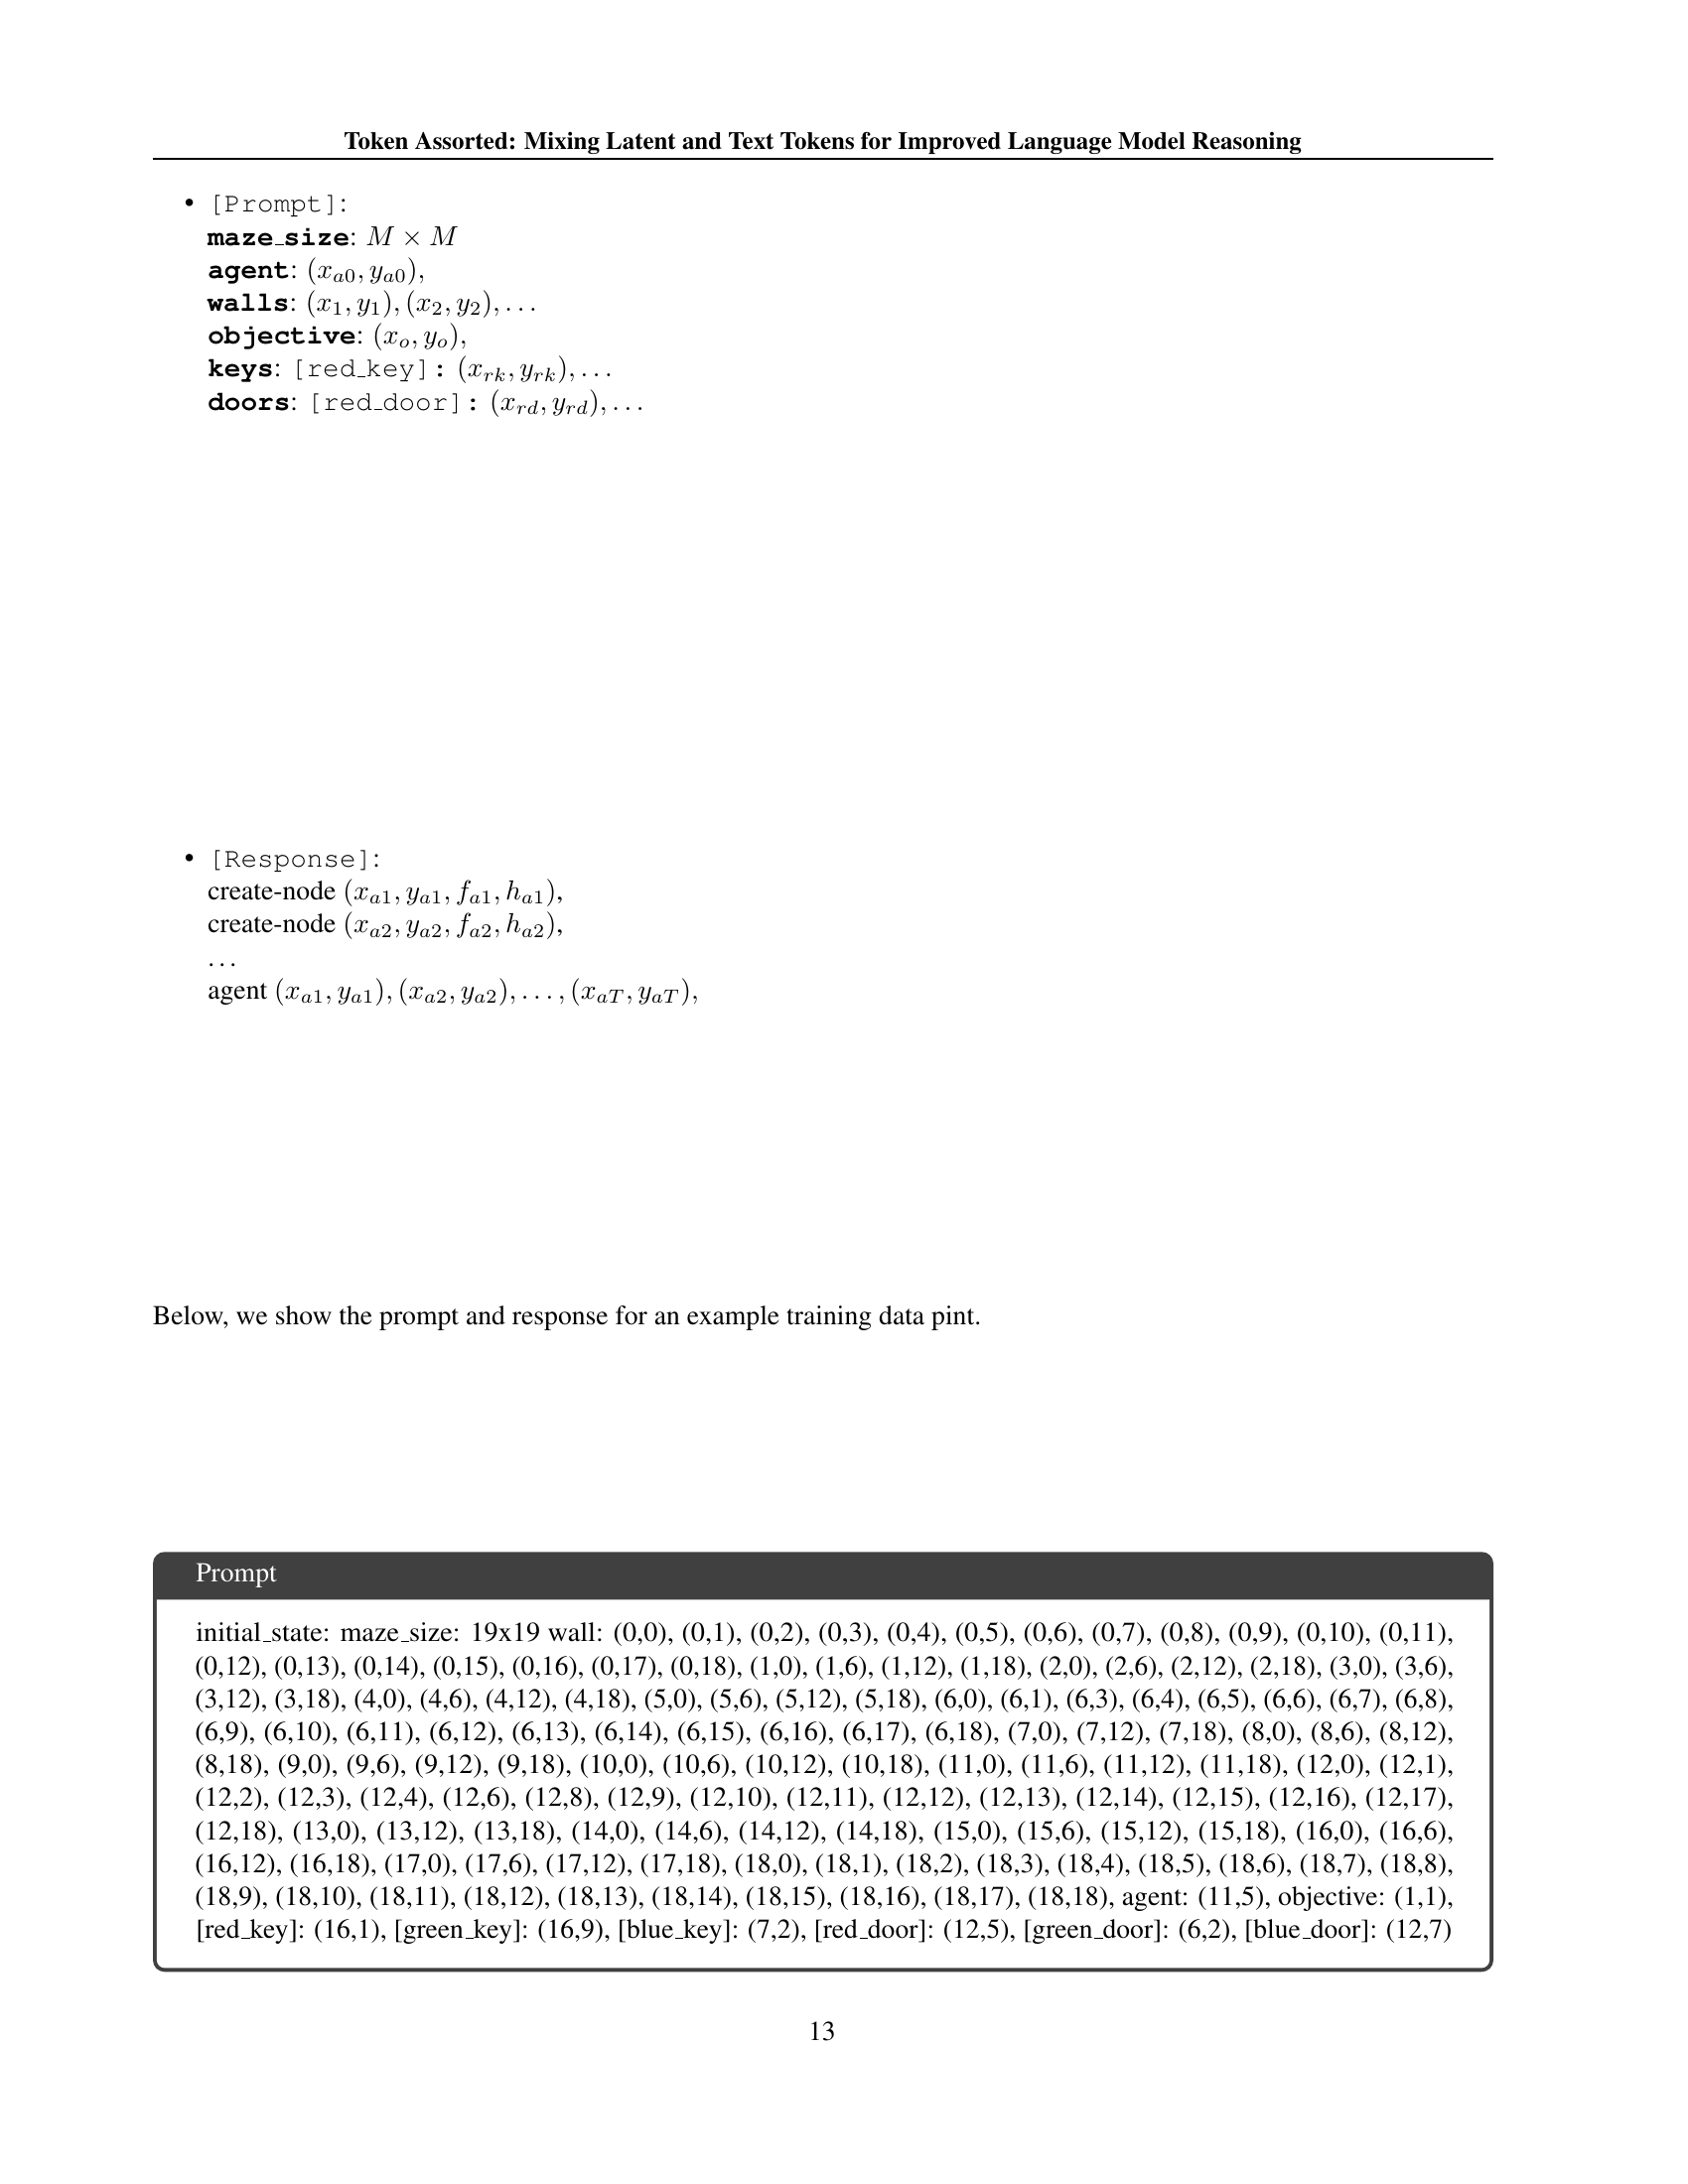 Token Assorted: Mixing Latent and Text Tokens for Improved Language Model Reasoning
• [Prompt]:
maze_size: M × M
agent: (x_{a0}, y_{a0}),
walls: (x_1, y_1), (x_2, y_2), . . .
objective: (x_o, y_o),
keys: [red_key]: (x_{rk}, y_{rk}), . . .
doors: [red_door]: (x_{rd}, y_{rd}), . . .
• [Response]:
create-node (x_{a1}, y_{a1}, f_{a1}, h_{a1}),
create-node (x_{a2}, y_{a2}, f_{a2}, h_{a2}),
. . .
agent (x_{a1}, y_{a1}), (x_{a2}, y_{a2}), . . . , (x_{aT}, y_{aT}),
Below, we show the prompt and response for an example training data pint.
Prompt
initial_state: maze_size: 19x19 wall: (0,0), (0,1), (0,2), (0,3), (0,4), (0,5), (0,6), (0,7), (0,8), (0,9), (0,10), (0,11),
(0,12), (0,13), (0,14), (0,15), (0,16), (0,17), (0,18), (1,0), (1,6), (1,12), (1,18), (2,0), (2,6), (2,12), (2,18), (3,0), (3,6),
(3,12), (3,18), (4,0), (4,6), (4,12), (4,18), (5,0), (5,6), (5,12), (5,18), (6,0), (6,1), (6,3), (6,4), (6,5), (6,6), (6,7), (6,8),
(6,9), (6,10), (6,11), (6,12), (6,13), (6,14), (6,15), (6,16), (6,17), (6,18), (7,0), (7,12), (7,18), (8,0), (8,6), (8,12),
(8,18), (9,0), (9,6), (9,12), (9,18), (10,0), (10,6), (10,12), (10,18), (11,0), (11,6), (11,12), (11,18), (12,0), (12,1),
(12,2), (12,3), (12,4), (12,6), (12,8), (12,9), (12,10), (12,11), (12,12), (12,13), (12,14), (12,15), (12,16), (12,17),
(12,18), (13,0), (13,12), (13,18), (14,0), (14,6), (14,12), (14,18), (15,0), (15,6), (15,12), (15,18), (16,0), (16,6),
(16,12), (16,18), (17,0), (17,6), (17,12), (17,18), (18,0), (18,1), (18,2), (18,3), (18,4), (18,5), (18,6), (18,7), (18,8),
(18,9), (18,10), (18,11), (18,12), (18,13), (18,14), (18,15), (18,16), (18,17), (18,18), agent: (11,5), objective: (1,1),
[red_key]: (16,1), [green_key]: (16,9), [blue_key]: (7,2), [red_door]: (12,5), [green_door]: (6,2), [blue_door]: (12,7)
13